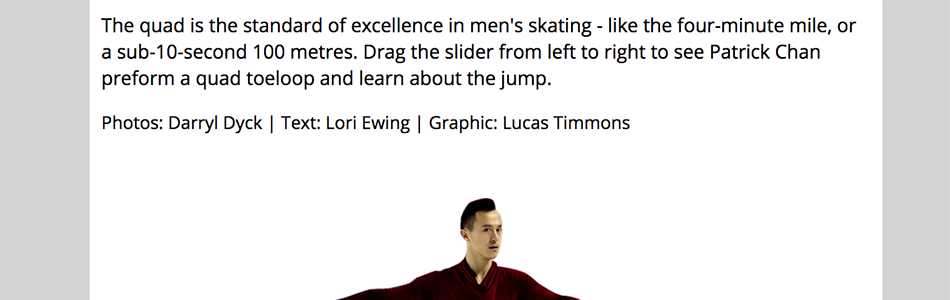 The quad is the standard of excellence in men's skating - like the four-minute mile, or
a sub-10-second 100 metres. Drag the slider from left to right to see Patrick Chan
preform a quad toeloop and learn about the jump.
Photos: Darryl Dyck | Text: Lori Ewing | Graphic: Lucas Timmons